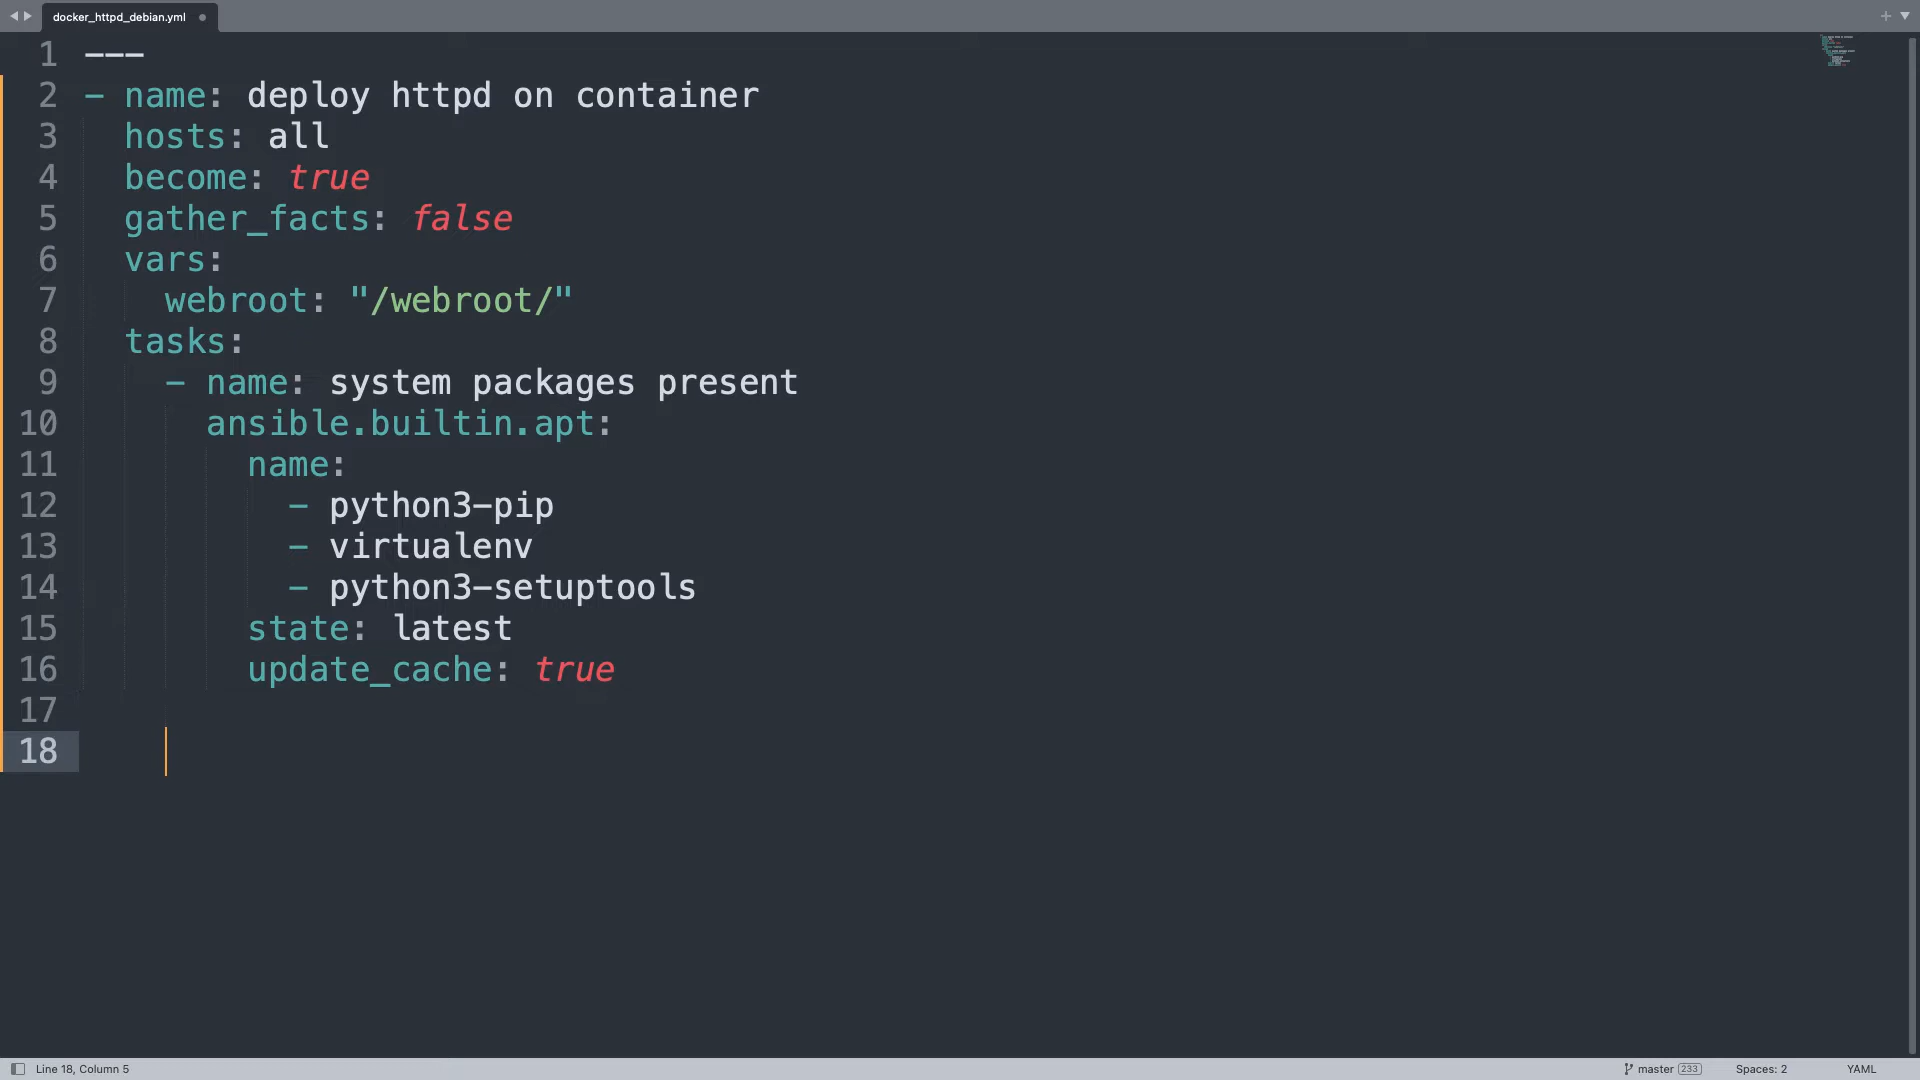 docker_httpd_debian.yml
1 ---
2 - name: deploy httpd on container
3   hosts: all
4   become: true
5   gather_facts: false
6   vars:
7     webroot: "/webroot/"
8   tasks:
9     - name: system packages present
10       ansible.builtin.apt:
11         name:
12           - python3-pip
13           - virtualenv
14           - python3-setuptools
15         state: latest
16         update_cache: true
17
18
Line 18, Column 5
master 233
Spaces: 2
YAML